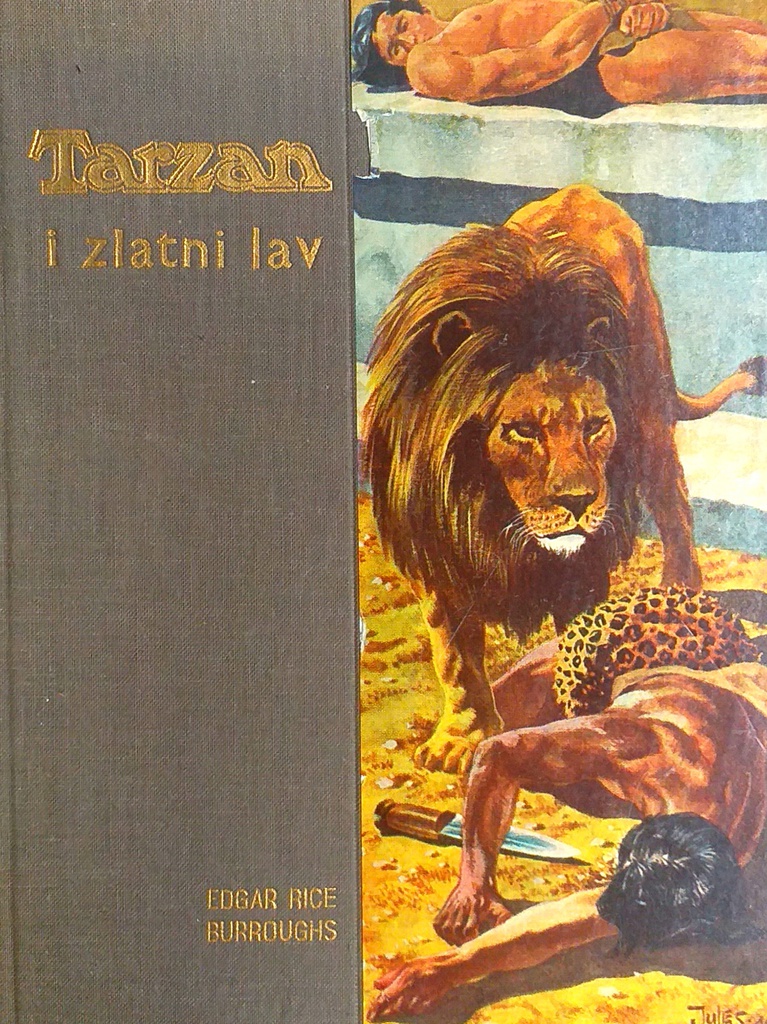 Tarzan
i zlatni lav
EDGAR RICE
BURROUGHS